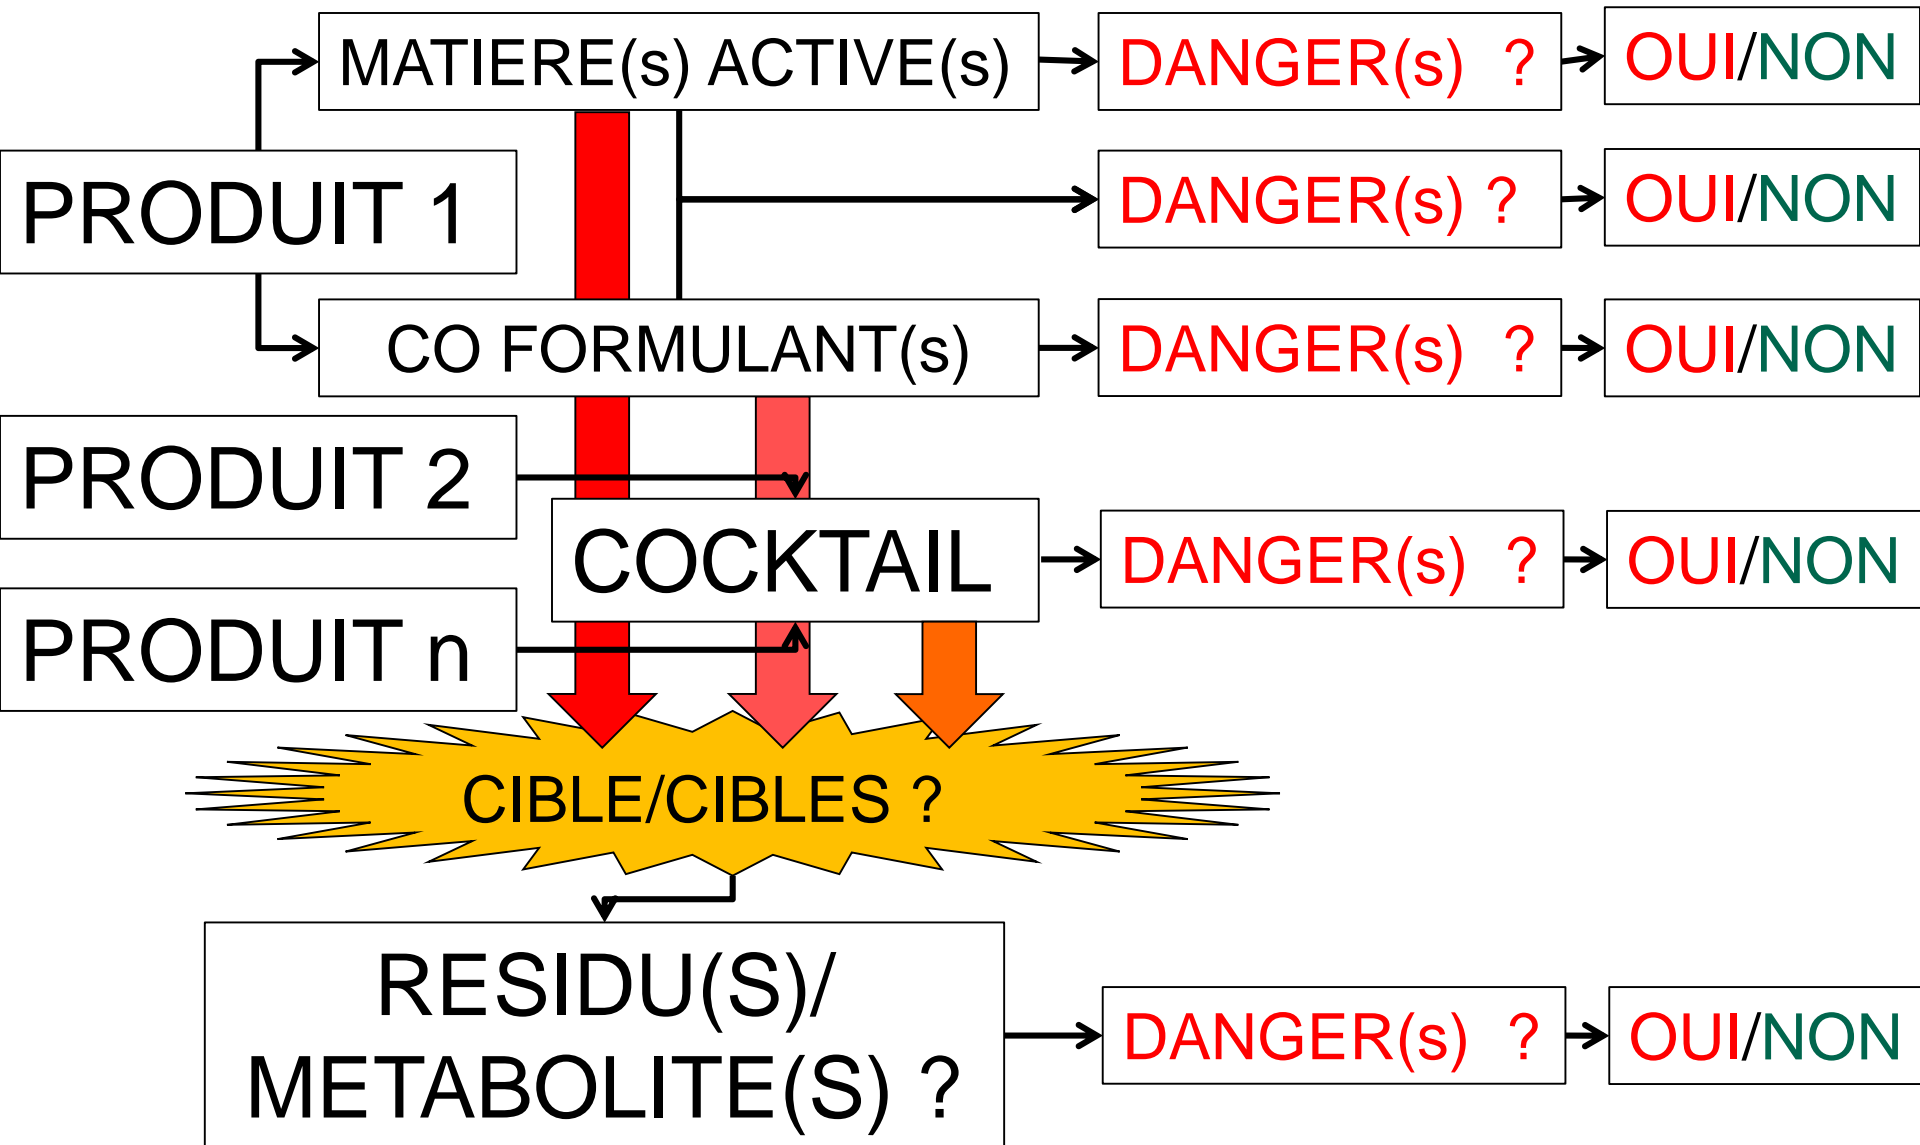 MATIERE(s) ACTIVE(s)
DANGER(s) ?
OUI/NON
PRODUIT 1
DANGER(s) ?
OUI/NON
CO FORMULANT(s)
DANGER(s) ?
OUI/NON
PRODUIT 2
COCKTAIL
DANGER(s) ?
OUI/NON
PRODUIT n
CIBLE/CIBLES ?
RESIDU(S)/
METABOLITE(S) ?
DANGER(s) ?
OUI/NON